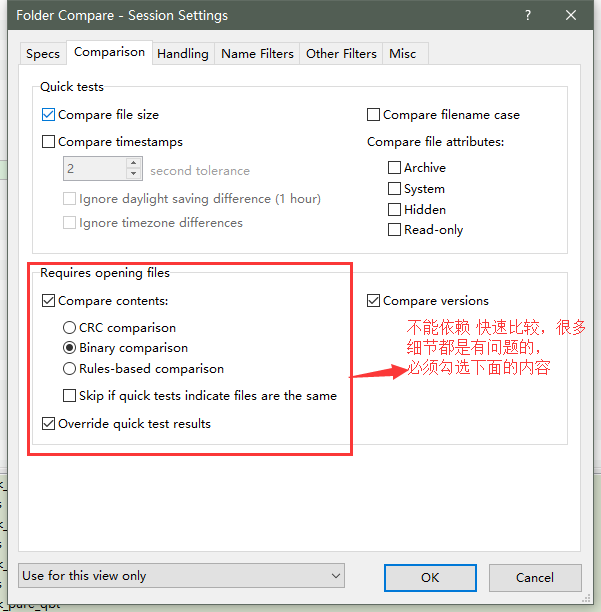 Folder Compare - Session Settings
Specs
Comparison
Handling
Name Filters
Other Filters
Misc
Quick tests
Compare file size
Compare timestamps
2
second tolerance
Ignore daylight saving difference (1 hour)
Ignore timezone differences
Compare filename case
Compare file attributes:
Archive
System
Hidden
Read-only
Requires opening files
Compare contents:
CRC comparison
Binary comparison
Rules-based comparison
Skip if quick tests indicate files are the same
Override quick test results
Compare versions
不能依赖 快速比较，很多
细节都是有问题的，
必须勾选下面的内容
Use for this view only
OK
Cancel